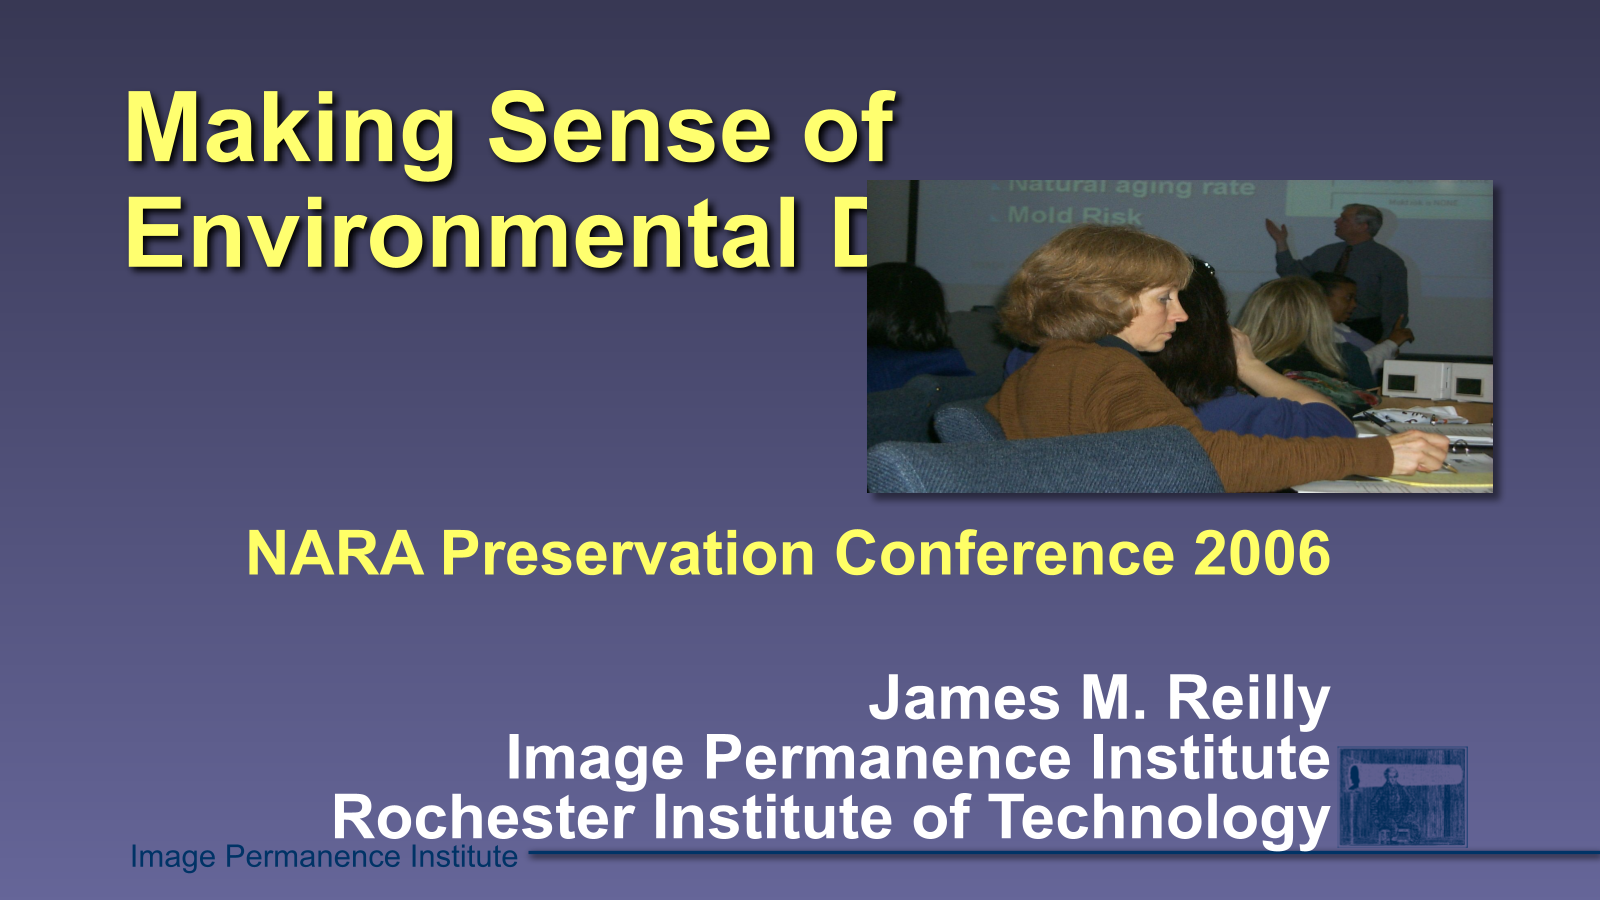 Making Sense of
Environmental D
Natural aging rate
Mold Risk
NARA Preservation Conference 2006
James M. Reilly
Image Permanence Institute
Rochester Institute of Technology
Image Permanence Institute